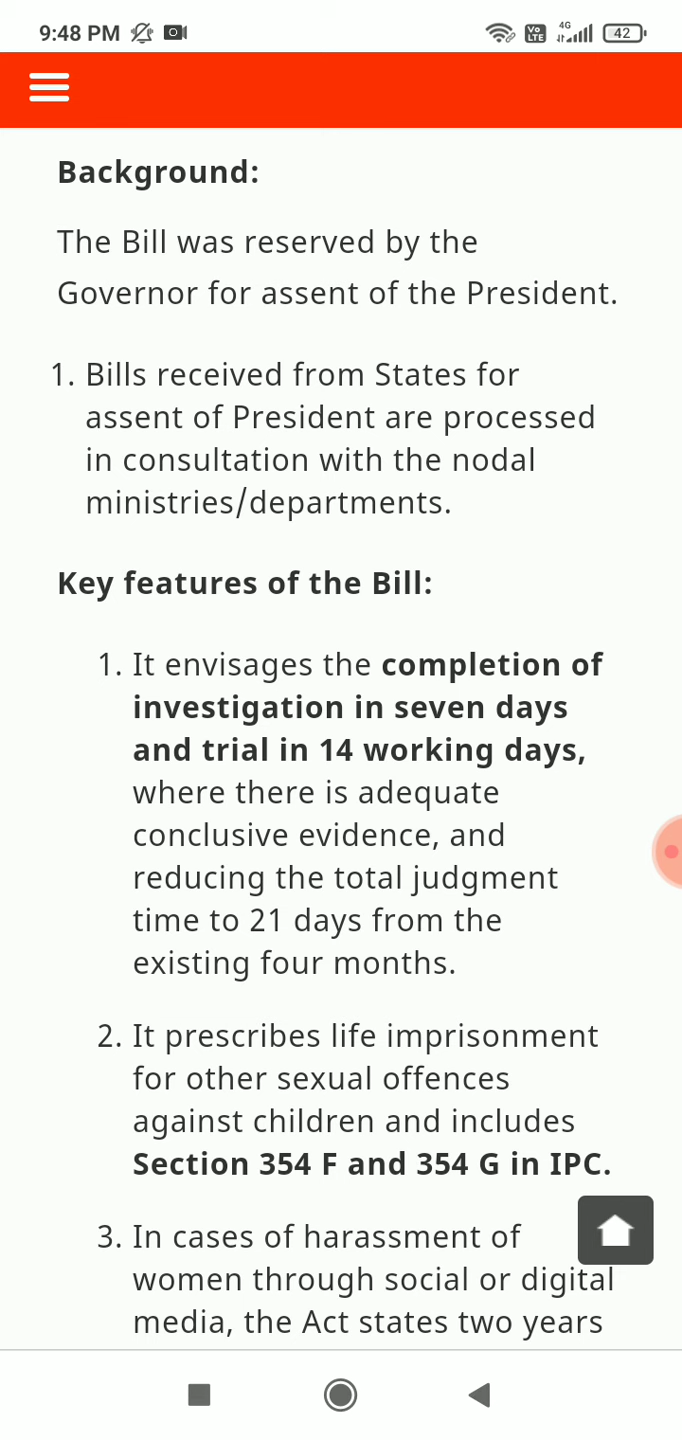 9:48 PM
Vo LTE 4G 42
Background:
The Bill was reserved by the
Governor for assent of the President.
1. Bills received from States for
assent of President are processed
in consultation with the nodal
ministries/departments.
Key features of the Bill:
1. It envisages the completion of
investigation in seven days
and trial in 14 working days,
where there is adequate
conclusive evidence, and
reducing the total judgment
time to 21 days from the
existing four months.
2. It prescribes life imprisonment
for other sexual offences
against children and includes
Section 354 F and 354 G in IPC.
3. In cases of harassment of
women through social or digital
media, the Act states two years